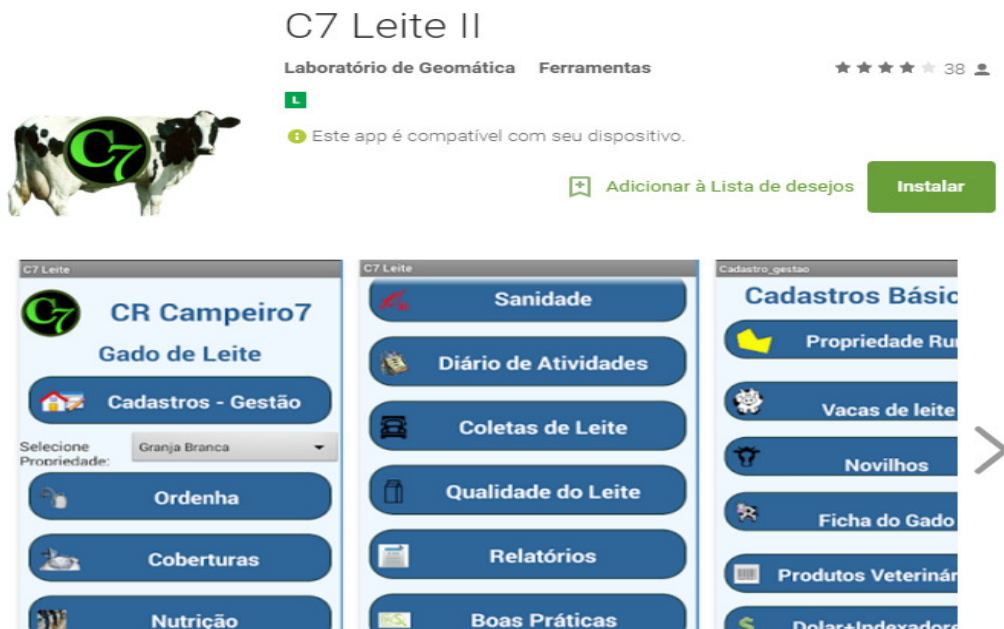 C7 Leite II
Laboratório de Geomática Ferramentas
38
L
Este app é compatível com seu dispositivo.
Adicionar à Lista de desejos
Instalar
C7
C7 Leite
C7
CR Campeiro7
Gado de Leite
Cadastros - Gestão
Selecione
Propriedade:
Granja Branca
Ordenha
Coberturas
Nutrição
C7 Leite
Sanidade
Diário de Atividades
Coletas de Leite
Qualidade do Leite
Relatórios
Boas Práticas
Cadastro_gestao
Cadastros Básic
Propriedade Ru
Vacas de leite
Novilhos
Ficha do Gado
Produtos Veterinár
Dolar+Indexadore